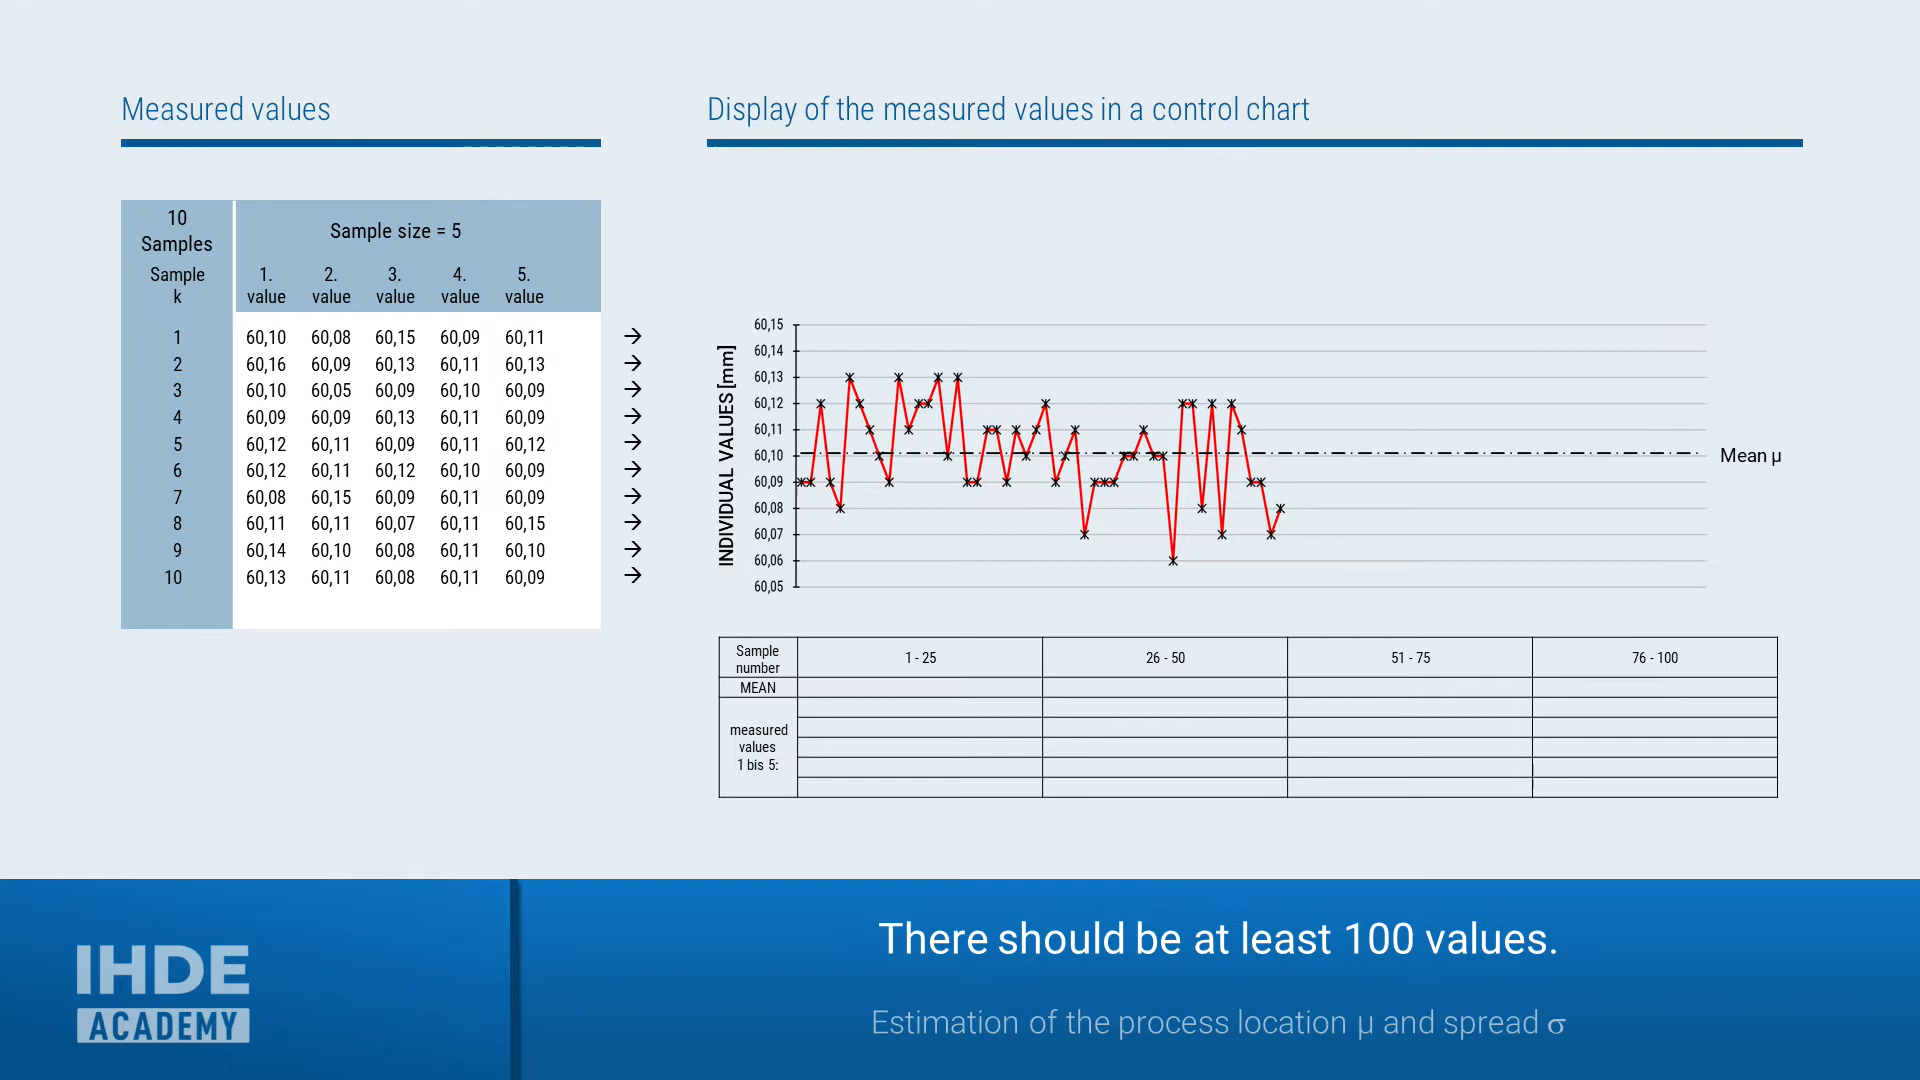 Measured values
Display of the measured values in a control chart
10
Samples
Sample size = 5
Sample
k
1.
value
2.
value
3.
value
4.
value
5.
value
1 60,10 60,08 60,15 60,09 60,11 →
2 60,16 60,09 60,13 60,11 60,13 →
3 60,10 60,05 60,09 60,10 60,09 →
4 60,09 60,09 60,13 60,11 60,09 →
5 60,12 60,11 60,09 60,11 60,12 →
6 60,12 60,11 60,12 60,10 60,09 →
7 60,08 60,15 60,09 60,11 60,09 →
8 60,11 60,11 60,07 60,11 60,15 →
9 60,14 60,10 60,08 60,11 60,10 →
10 60,13 60,11 60,08 60,11 60,09 →
INDIVIDUAL VALUES [mm]
60,15
60,14
60,13
60,12
60,11
60,10
60,09
60,08
60,07
60,06
60,05
Mean μ
Sample
number
1 - 25
26 - 50
51 - 75
76 - 100
MEAN
measured
values
1 bis 5:
There should be at least 100 values.
Estimation of the process location μ and spread σ
IHDE
ACADEMY